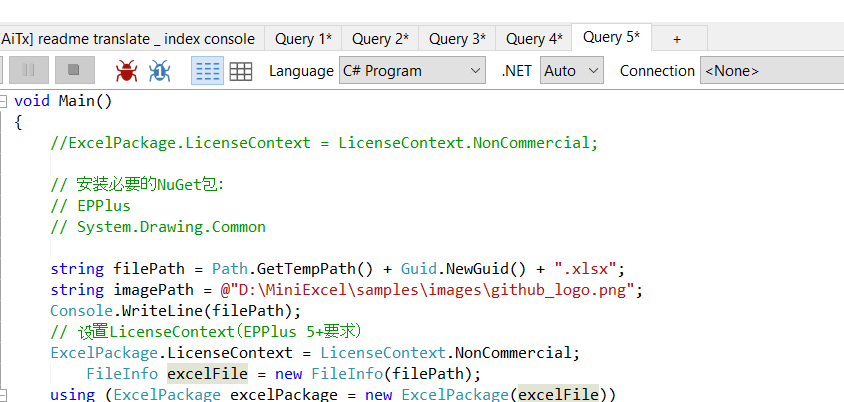 AiTx] readme translate _ index console Query 1* Query 2* Query 3* Query 4* Query 5* +
Language C# Program .NET Auto Connection <None>
void Main()
{
//ExcelPackage.LicenseContext = LicenseContext.NonCommercial;
// 安装必要的NuGet包:
// EPPlus
// System.Drawing.Common
string filePath = Path.GetTempPath() + Guid.NewGuid() + ".xlsx";
string imagePath = @"D:\MiniExcel\samples\images\github_logo.png";
Console.WriteLine(filePath);
// 设置LicenseContext(EPPlus 5+要求)
ExcelPackage.LicenseContext = LicenseContext.NonCommercial;
FileInfo excelFile = new FileInfo(filePath);
using (ExcelPackage excelPackage = new ExcelPackage(excelFile))